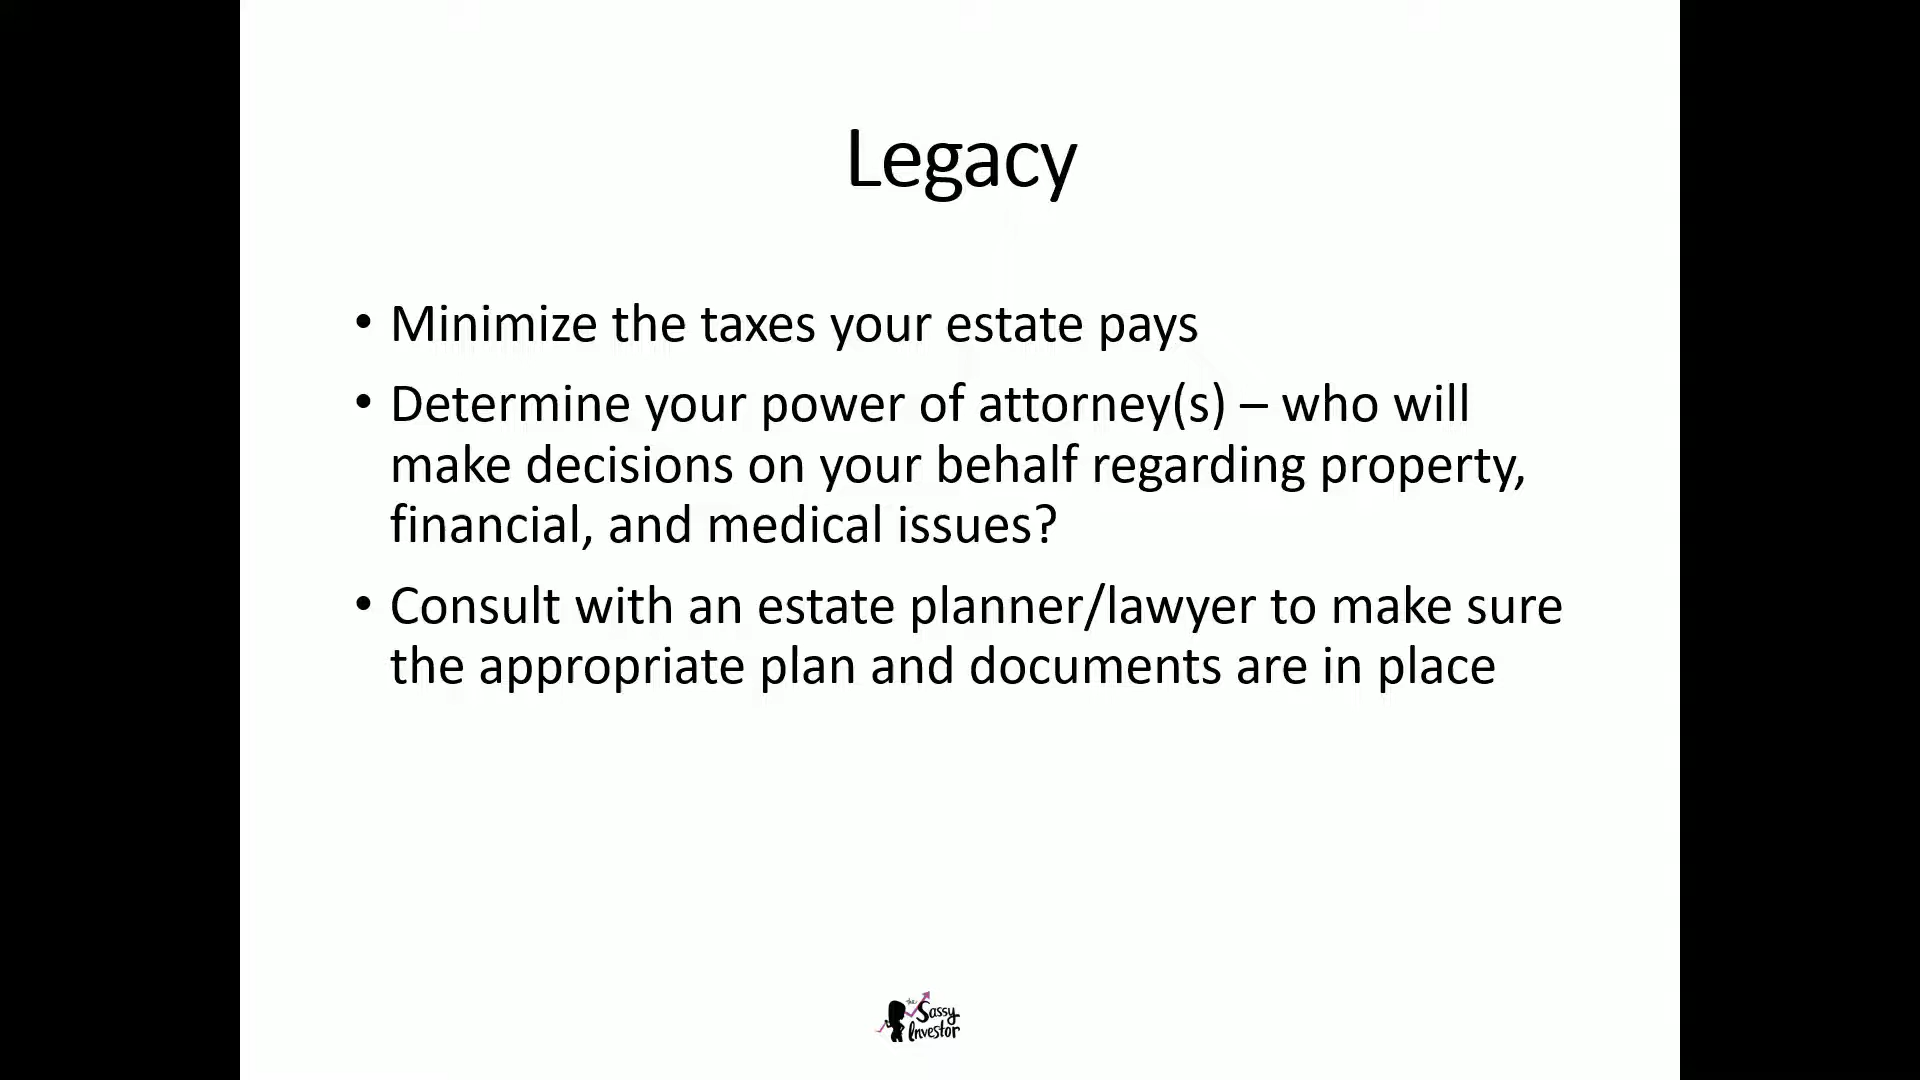 Legacy
• Minimize the taxes your estate pays
• Determine your power of attorney(s) – who will
make decisions on your behalf regarding property,
financial, and medical issues?
• Consult with an estate planner/lawyer to make sure
the appropriate plan and documents are in place
the
Sassy
Investor